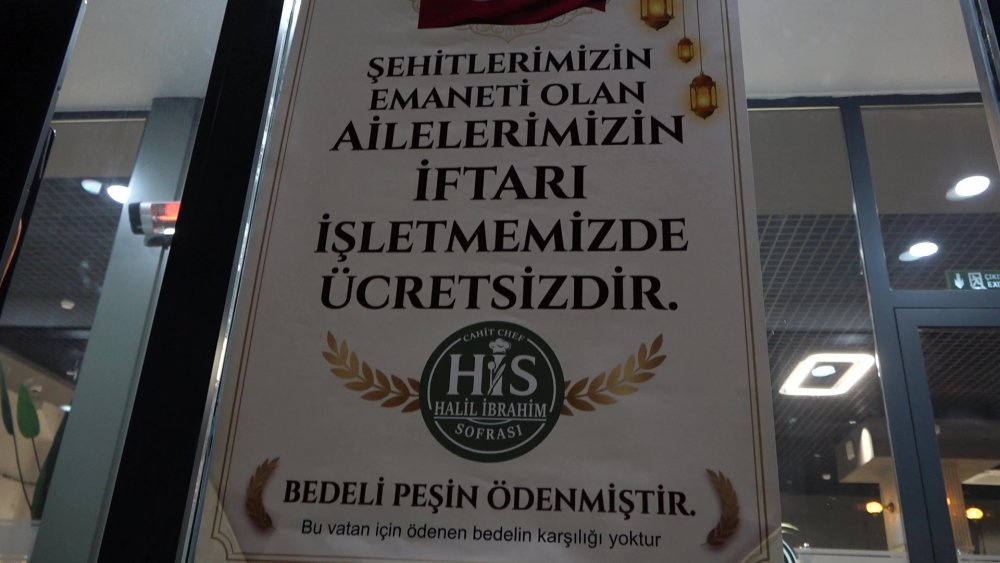 ŞEHİTLERİMİZİN
EMANETİ OLAN
AİLELERİMİZİN
İFTARI
İŞLETMEMİZDE
ÜCRETSİZDİR.
CAHİT CHEF
HİS
HALİL İBRAHİM
SOFRASI
BEDELİ PEŞİN ÖDENMİŞTİR.
Bu vatan için ödenen bedelin karşılığı yoktur